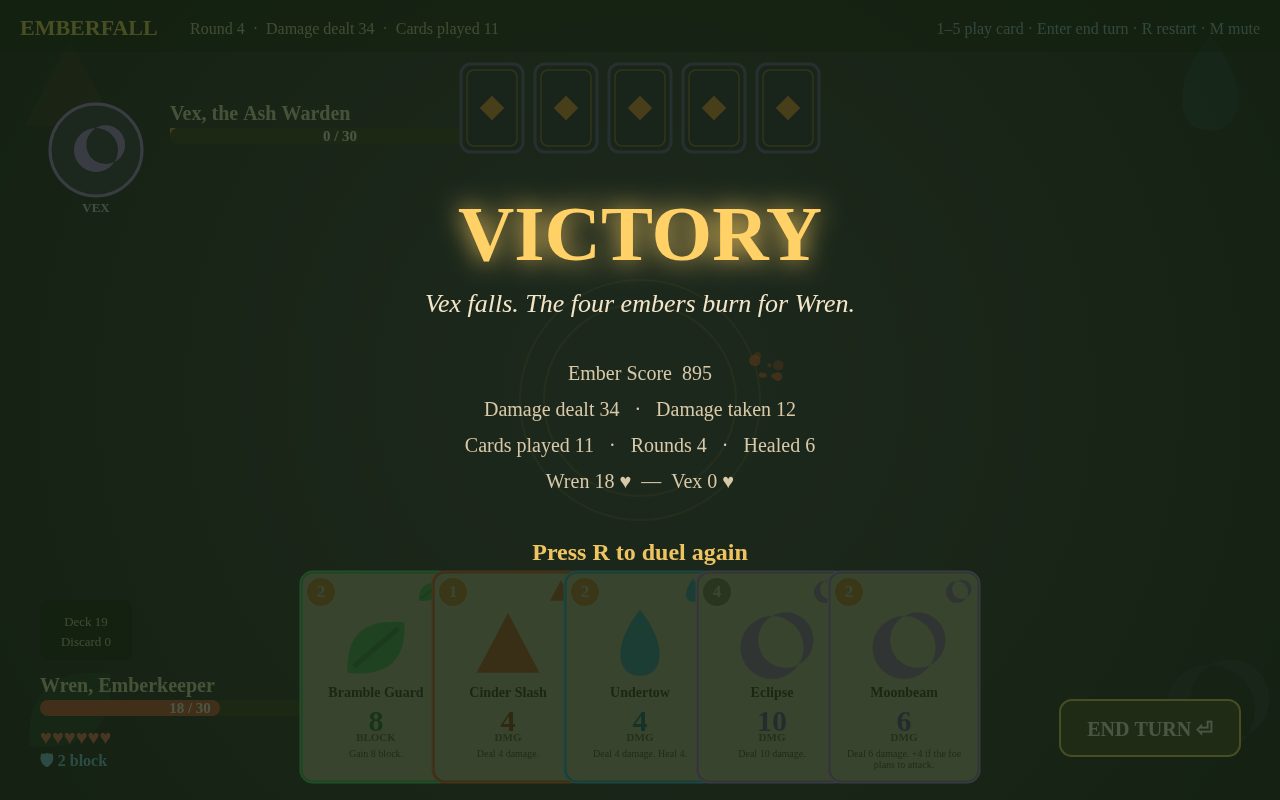 EMBERFALL
Round 4 · Damage dealt 34 · Cards played 11
1–5 play card · Enter end turn · R restart · M mute
Vex, the Ash Warden
0 / 30
VEX
VICTORY
Vex falls. The four embers burn for Wren.
Ember Score 895
Damage dealt 34 · Damage taken 12
Cards played 11 · Rounds 4 · Healed 6
Wren 18 ♥ — Vex 0 ♥
Press R to duel again
Deck 19
Discard 0
Wren, Emberkeeper
18 / 30
♥♥♥♥♥♥
2 block
2
Bramble Guard
8
BLOCK
Gain 8 block.
1
Cinder Slash
4
DMG
Deal 4 damage.
2
Undertow
4
DMG
Deal 4 damage. Heal 4.
4
Eclipse
10
DMG
Deal 10 damage.
2
Moonbeam
6
DMG
Deal 6 damage. +4 if the foe
plans to attack.
END TURN ⏎